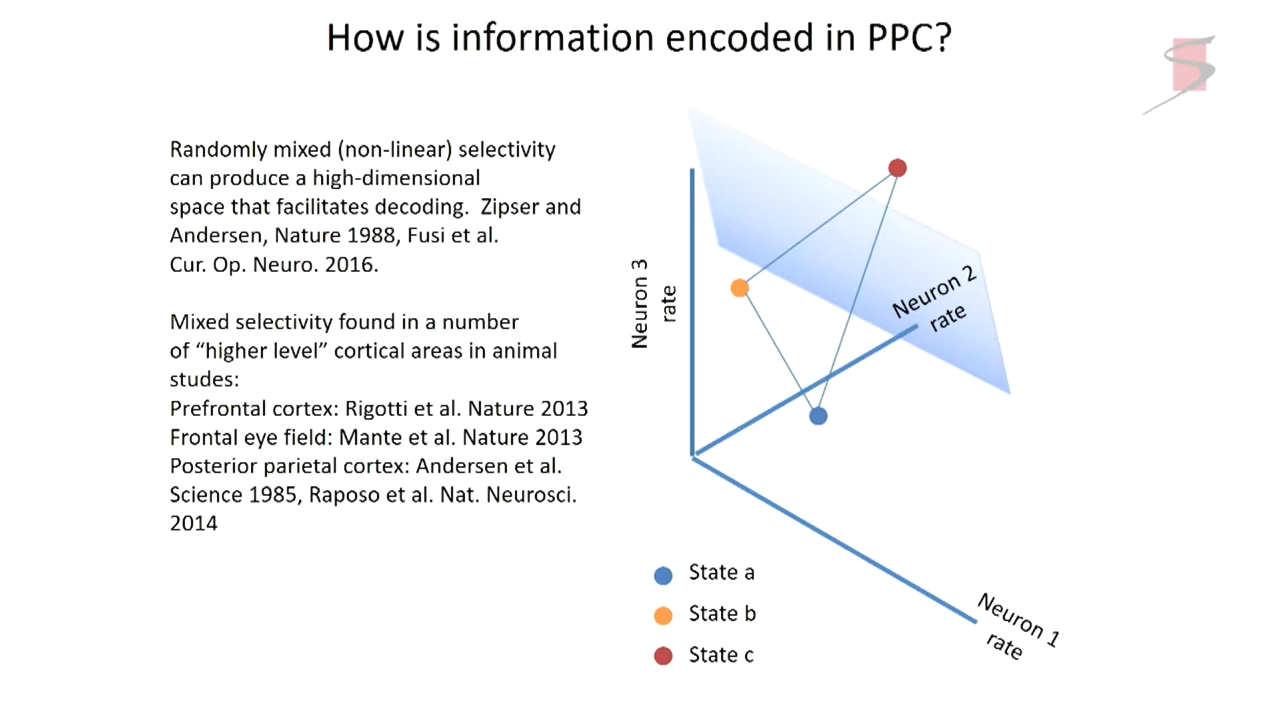 How is information encoded in PPC?
Randomly mixed (non-linear) selectivity
can produce a high-dimensional
space that facilitates decoding.  Zipser and
Andersen, Nature 1988, Fusi et al.
Cur. Op. Neuro. 2016.
Mixed selectivity found in a number
of “higher level” cortical areas in animal
studes:
Prefrontal cortex: Rigotti et al. Nature 2013
Frontal eye field: Mante et al. Nature 2013
Posterior parietal cortex: Andersen et al.
Science 1985, Raposo et al. Nat. Neurosci.
2014
Neuron 3
rate
Neuron 2
rate
Neuron 1
rate
State a
State b
State c